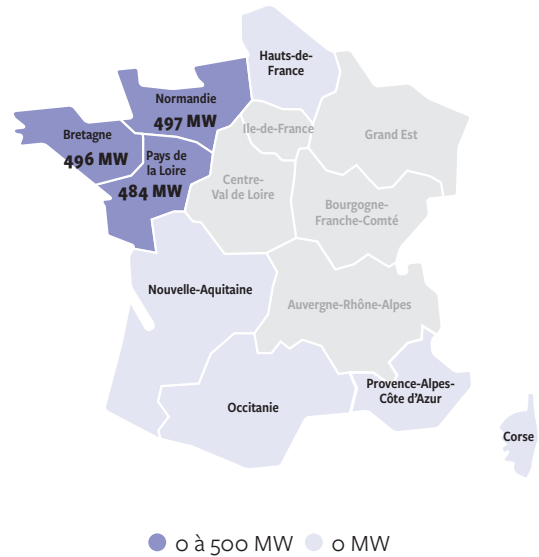 Hauts-de-
France
Normandie
497 MW
Ile-de-France
Grand Est
Bretagne
496 MW
Pays de
la Loire
484 MW
Centre-
Val de Loire
Bourgogne-
Franche-Comté
Nouvelle-Aquitaine
Auvergne-Rhône-Alpes
Provence-Alpes-
Côte d'Azur
Occitanie
Corse
0 à 500 MW
0 MW